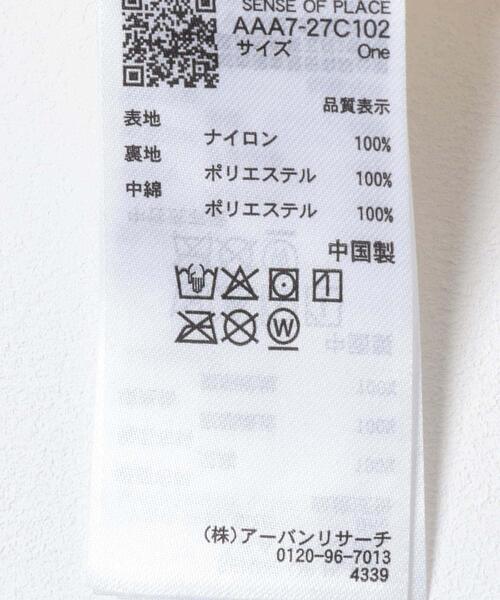 SENSE OF PLACE
AAA7-27C102
サイズ One
品質表示
表地
ナイロン 100%
裏地
ポリエステル 100%
中綿
ポリエステル 100%
中国製
W
(株)アーバンリサーチ
0120-96-7013
4339